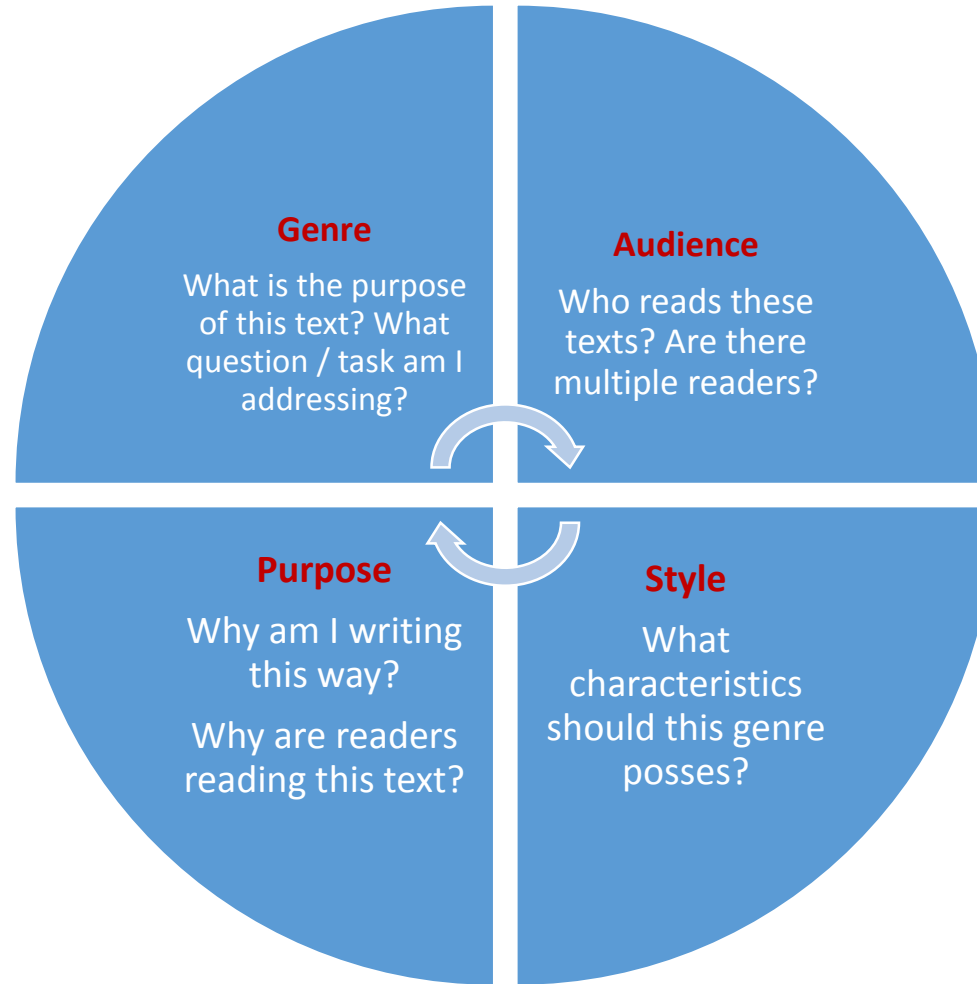 Genre
What is the purpose
of this text? What
question / task am I
addressing?
Audience
Who reads these
texts? Are there
multiple readers?
Purpose
Why am I writing
this way?
Why are readers
reading this text?
Style
What
characteristics
should this genre
posses?